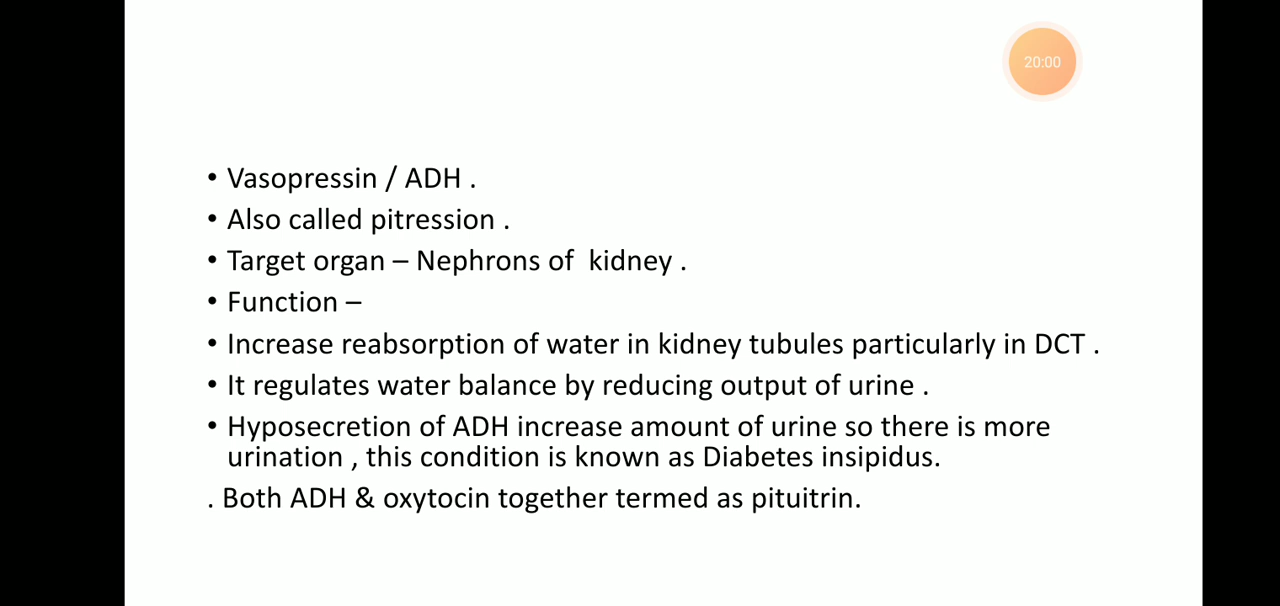 20:00
• Vasopressin / ADH .
• Also called pitression .
• Target organ – Nephrons of  kidney .
• Function –
• Increase reabsorption of water in kidney tubules particularly in DCT .
• It regulates water balance by reducing output of urine .
• Hyposecretion of ADH increase amount of urine so there is more
urination , this condition is known as Diabetes insipidus.
. Both ADH & oxytocin together termed as pituitrin.